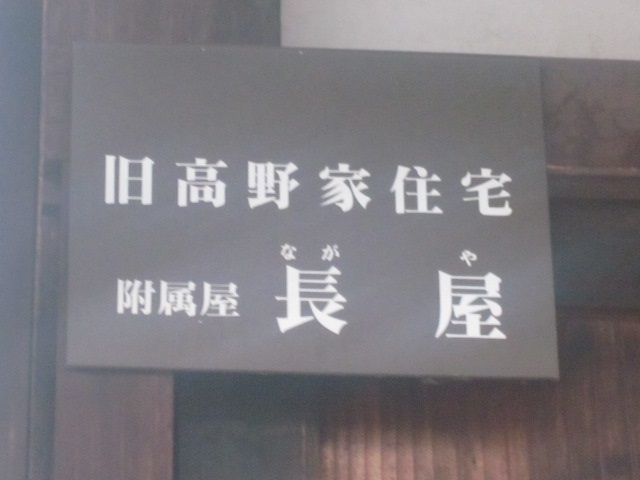 旧高野家住宅
ながや
附属屋 長屋